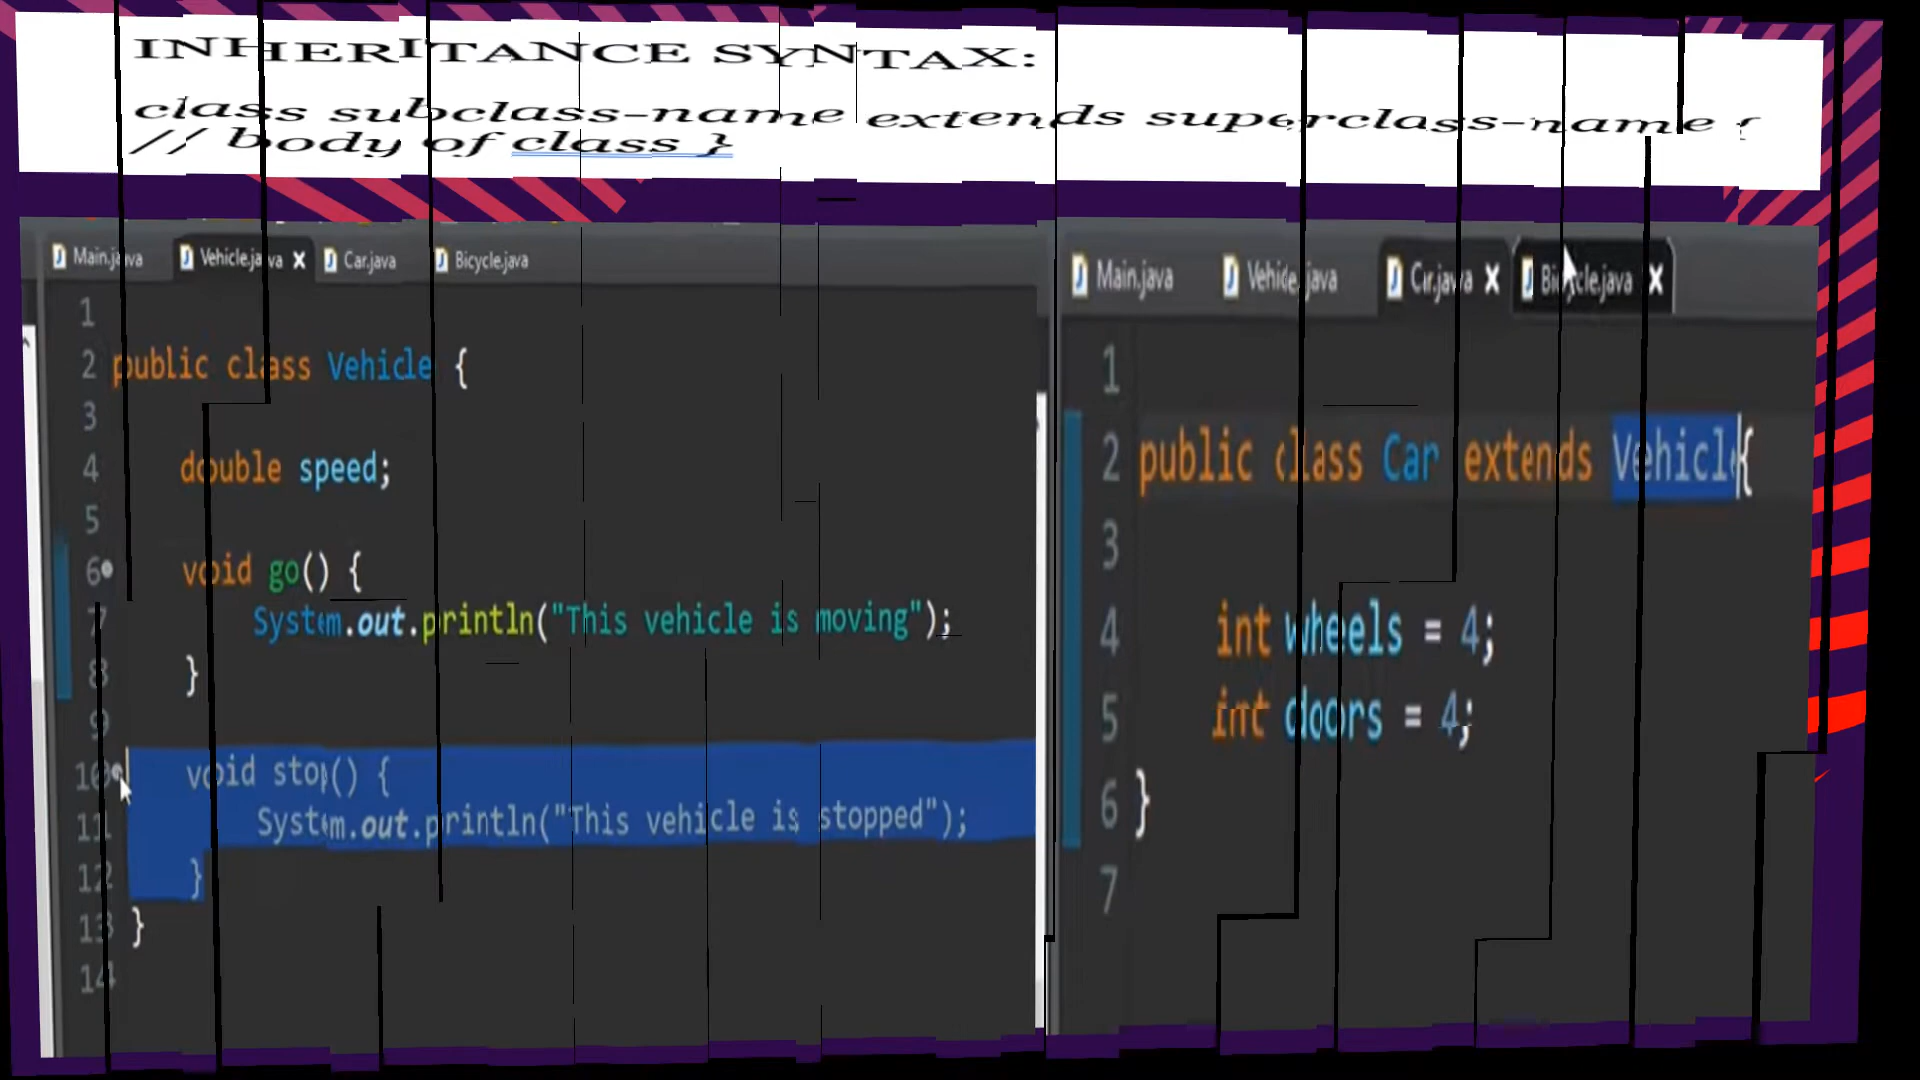 INHERITANCE SYNTAX:
class subclass-name extends superclass-name {
// body of class }
Main.java Vehicle.java Car.java Bicycle.java
1
2 public class Vehicle {
3
4 double speed;
5
6 void go() {
7 System.out.println("This vehicle is moving");
8 }
9
10 void stop() {
11 System.out.println("This vehicle is stopped");
12 }
13 }
14
Main.java Vehicle.java Car.java Bicycle.java
1
2 public class Car extends Vehicle{
3
4 int wheels = 4;
5 int doors = 4;
6 }
7